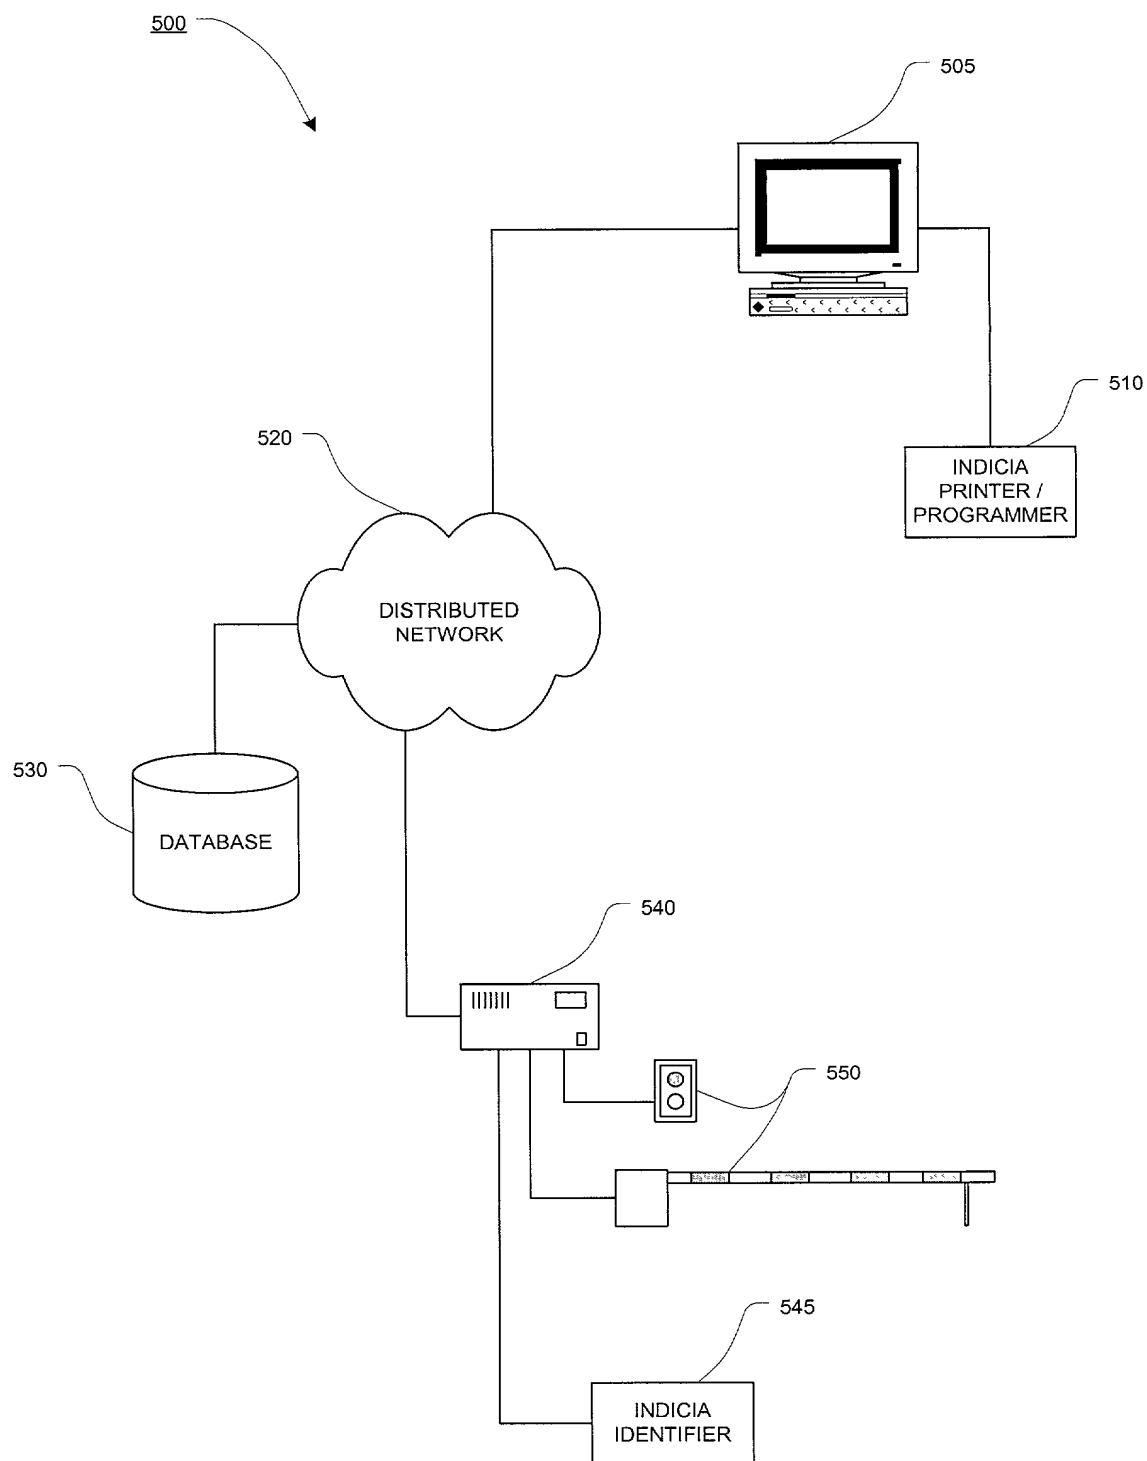 500
505
510
INDICIA
PRINTER /
PROGRAMMER
520
DISTRIBUTED
NETWORK
530
DATABASE
540
550
545
INDICIA
IDENTIFIER